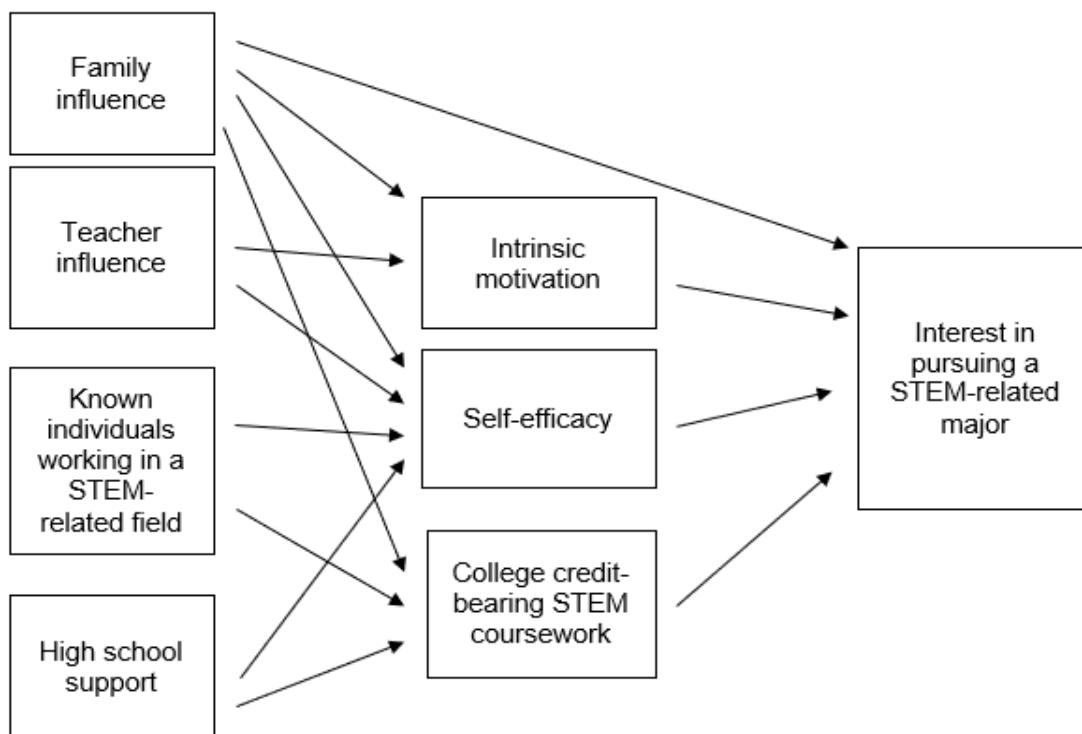 Family
influence
Teacher
influence
Known
individuals
working in a
STEM-
related field
High school
support
Intrinsic
motivation
Self-efficacy
College credit-
bearing STEM
coursework
Interest in
pursuing a
STEM-related
major